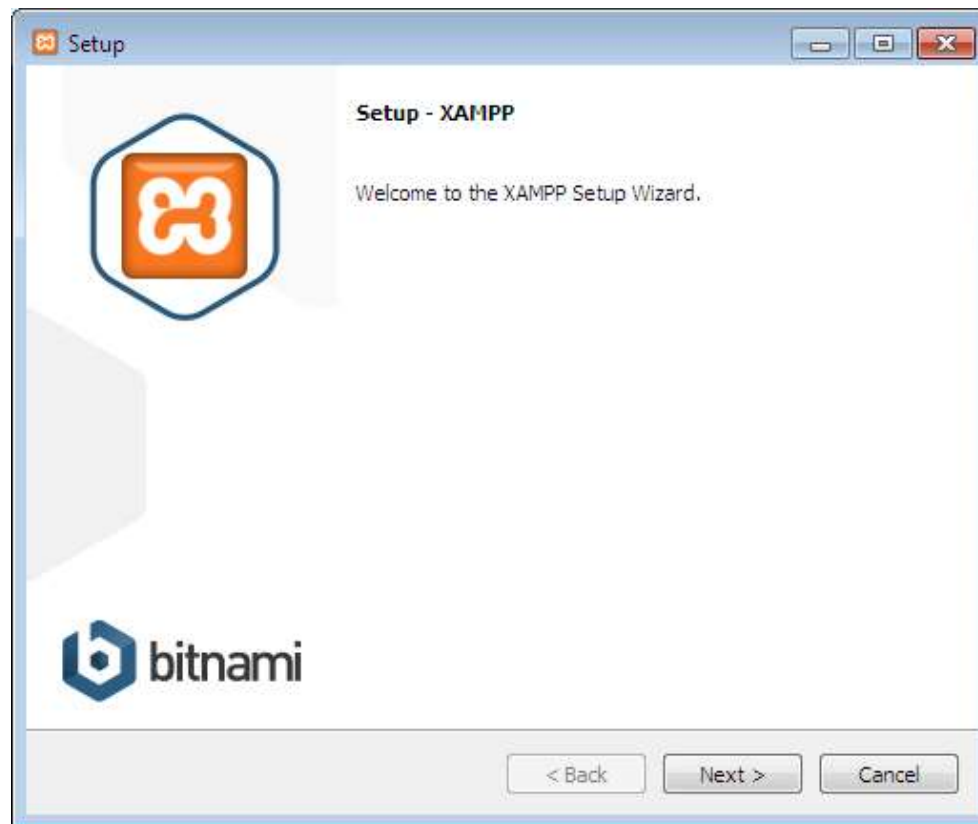 Setup
Setup - XAMPP
Welcome to the XAMPP Setup Wizard.
bitnami
< Back
Next >
Cancel